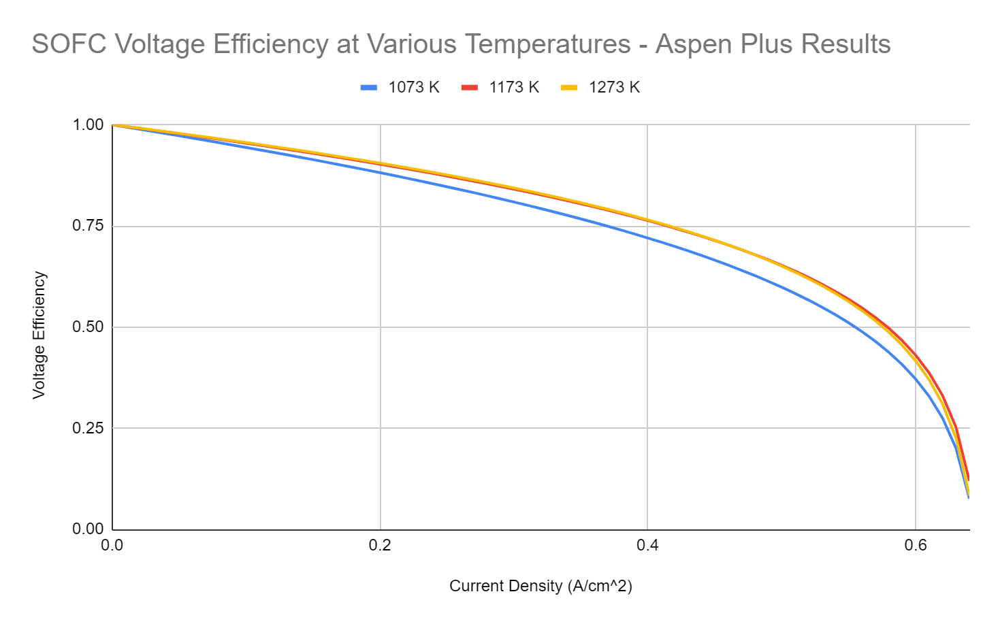 SOFC Voltage Efficiency at Various Temperatures - Aspen Plus Results
1073 K 1173 K 1273 K
1.00
0.75
0.50
0.25
0.00
Voltage Efficiency
0.0 0.2 0.4 0.6
Current Density (A/cm^2)